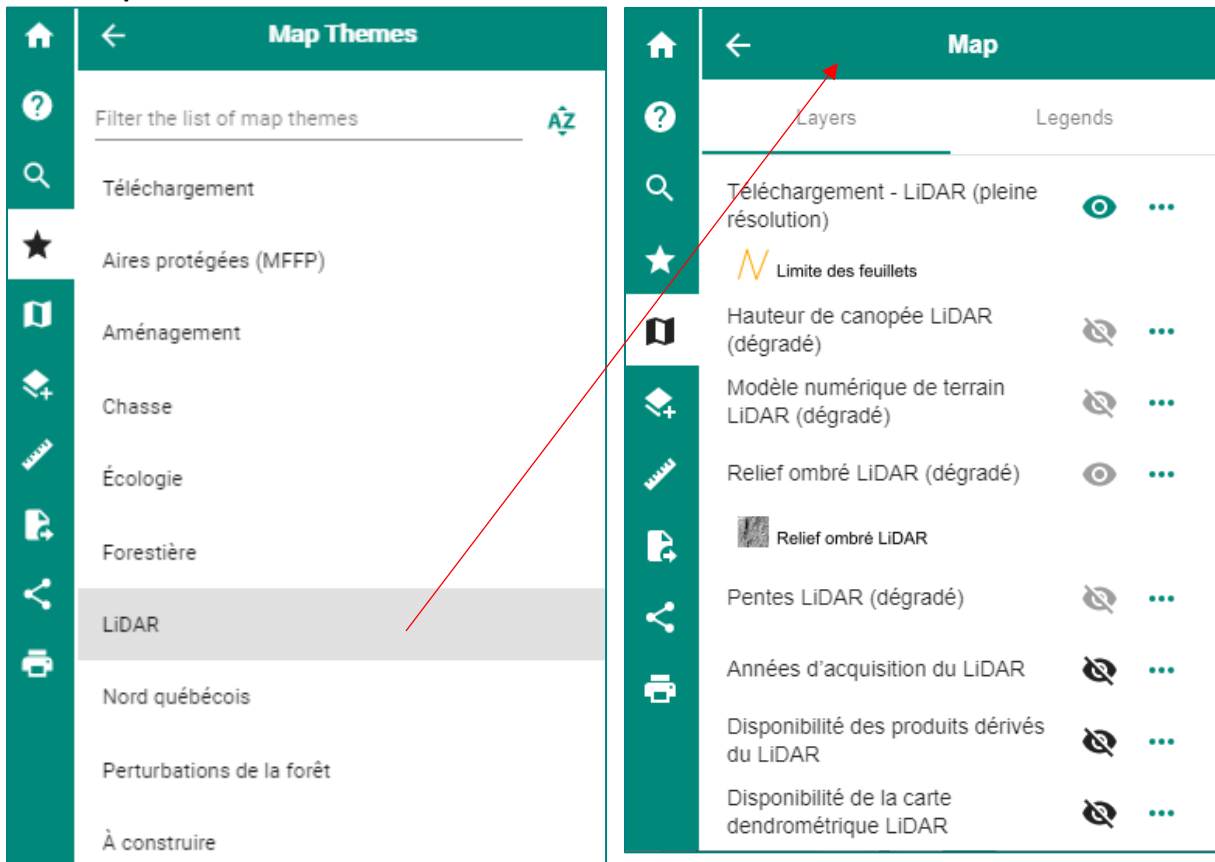 Map Themes
Filter the list of map themes
AZ
Téléchargement
Aires protégées (MFFP)
Aménagement
Chasse
Écologie
Forestière
LiDAR
Nord québécois
Perturbations de la forêt
À construire
Map
Layers
Legends
Téléchargement - LiDAR (pleine
résolution)
Limite des feuillets
Hauteur de canopée LiDAR
(dégradé)
Modèle numérique de terrain
LiDAR (dégradé)
Relief ombré LiDAR (dégradé)
Relief ombré LiDAR
Pentes LiDAR (dégradé)
Années d’acquisition du LiDAR
Disponibilité des produits dérivés
du LiDAR
Disponibilité de la carte
dendrométrique LiDAR